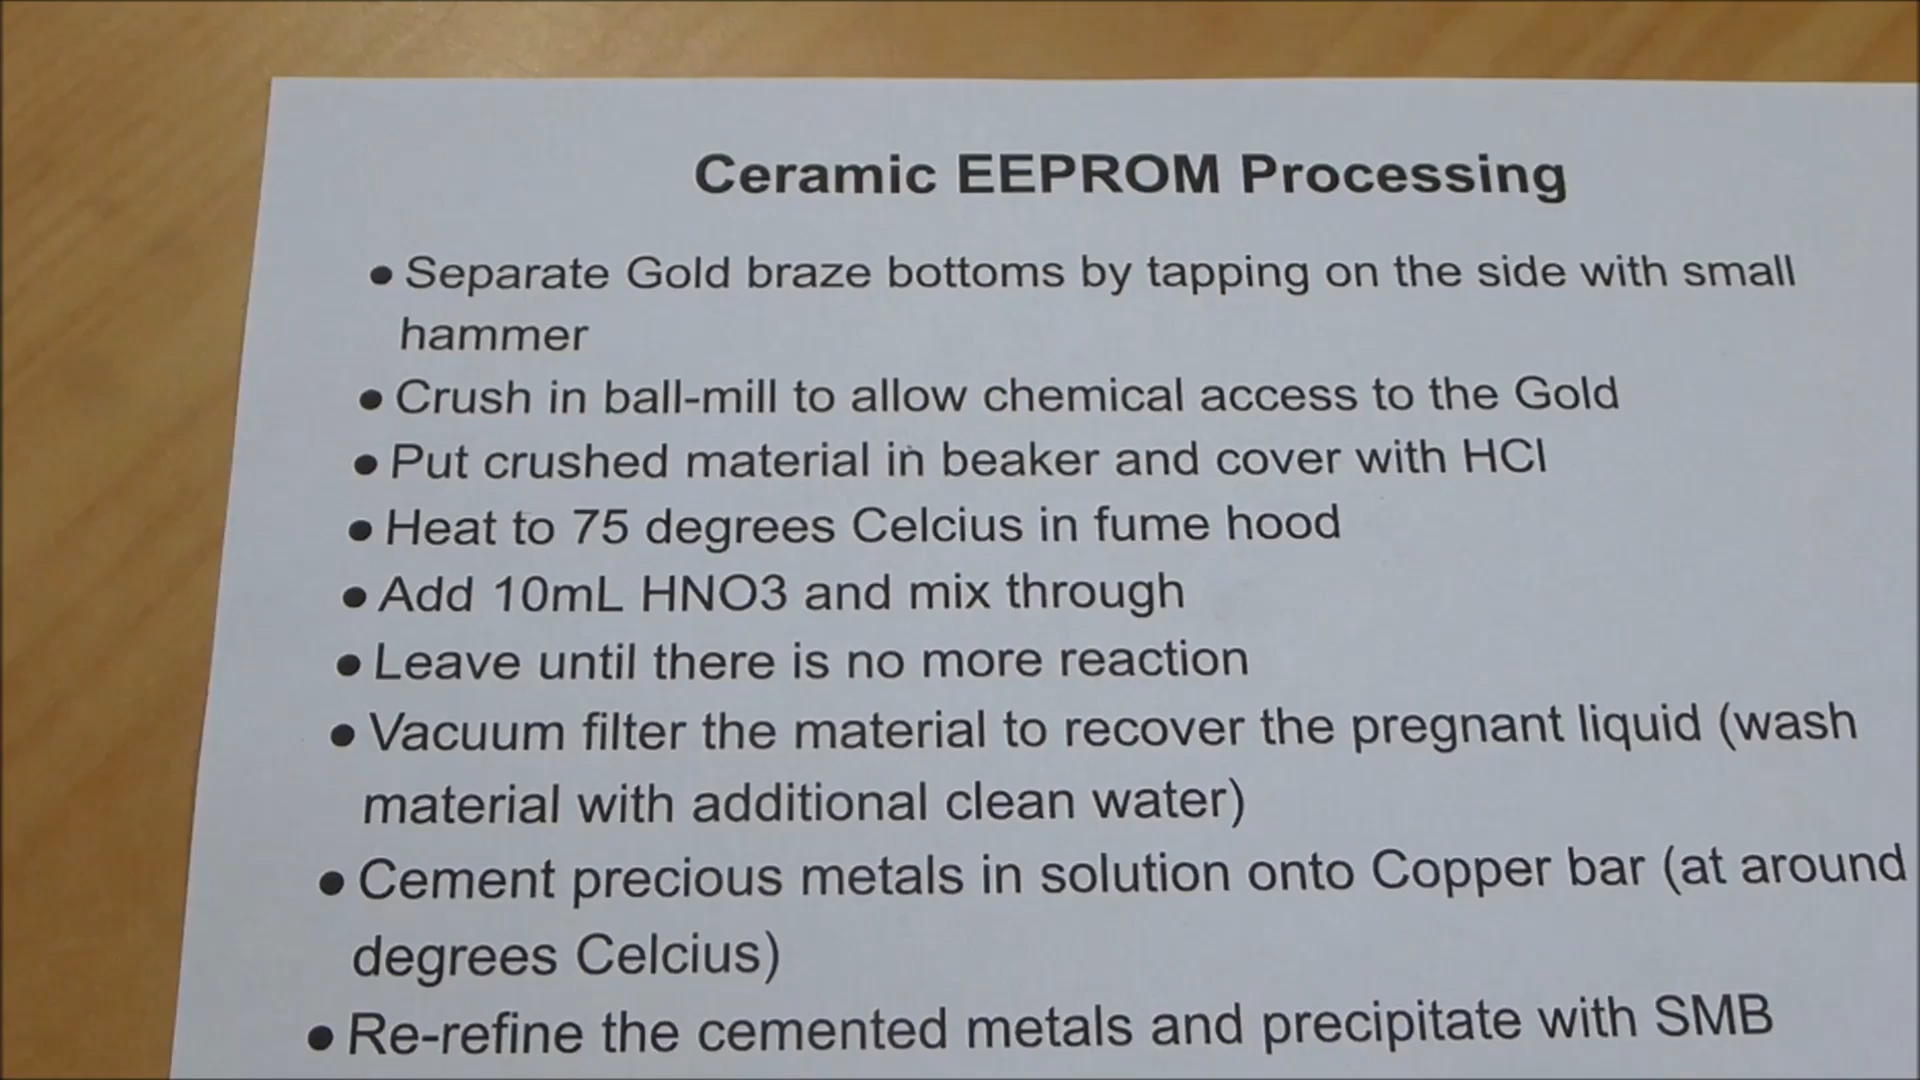 Ceramic EEPROM Processing
• Separate Gold braze bottoms by tapping on the side with small
hammer
• Crush in ball-mill to allow chemical access to the Gold
• Put crushed material in beaker and cover with HCl
• Heat to 75 degrees Celcius in fume hood
• Add 10mL HNO3 and mix through
• Leave until there is no more reaction
• Vacuum filter the material to recover the pregnant liquid (wash
material with additional clean water)
• Cement precious metals in solution onto Copper bar (at around
degrees Celcius)
• Re-refine the cemented metals and precipitate with SMB